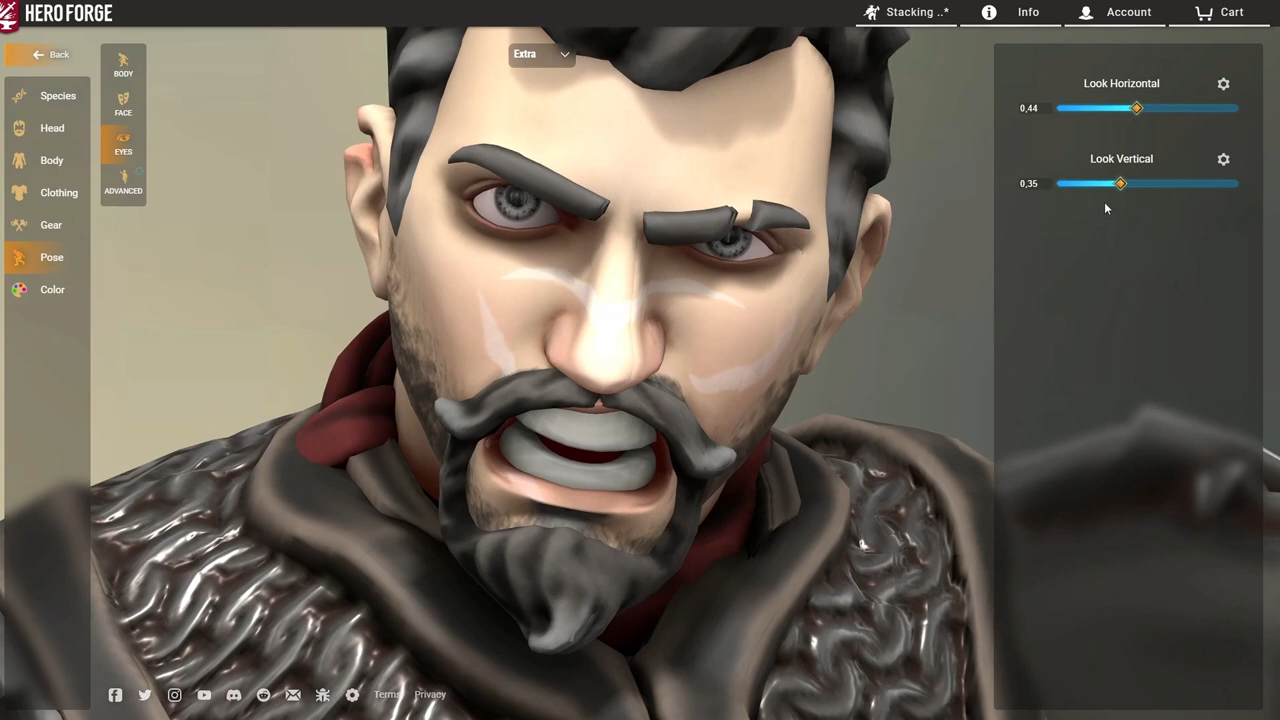 HERO FORGE
Stacking ..*
Info
Account
Cart
Back
Species
Head
Body
Clothing
Gear
Pose
Color
BODY
FACE
EYES
ADVANCED
Extra
Look Horizontal
0,44
Look Vertical
0,35
Terms
Privacy